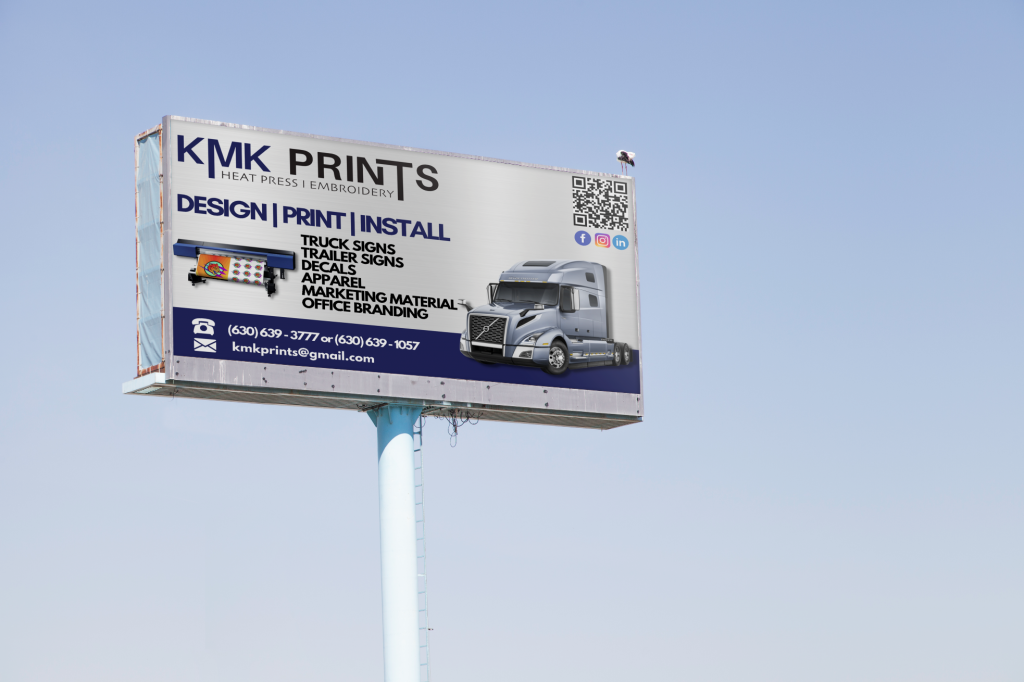 KMK PRINTS
HEAT PRESS | EMBROIDERY
DESIGN | PRINT | INSTALL
TRUCK SIGNS
TRAILER SIGNS
DECALS
APPAREL
MARKETING MATERIAL
OFFICE BRANDING
(630) 639 - 3777 or (630) 639 - 1057
kmkprints@gmail.com